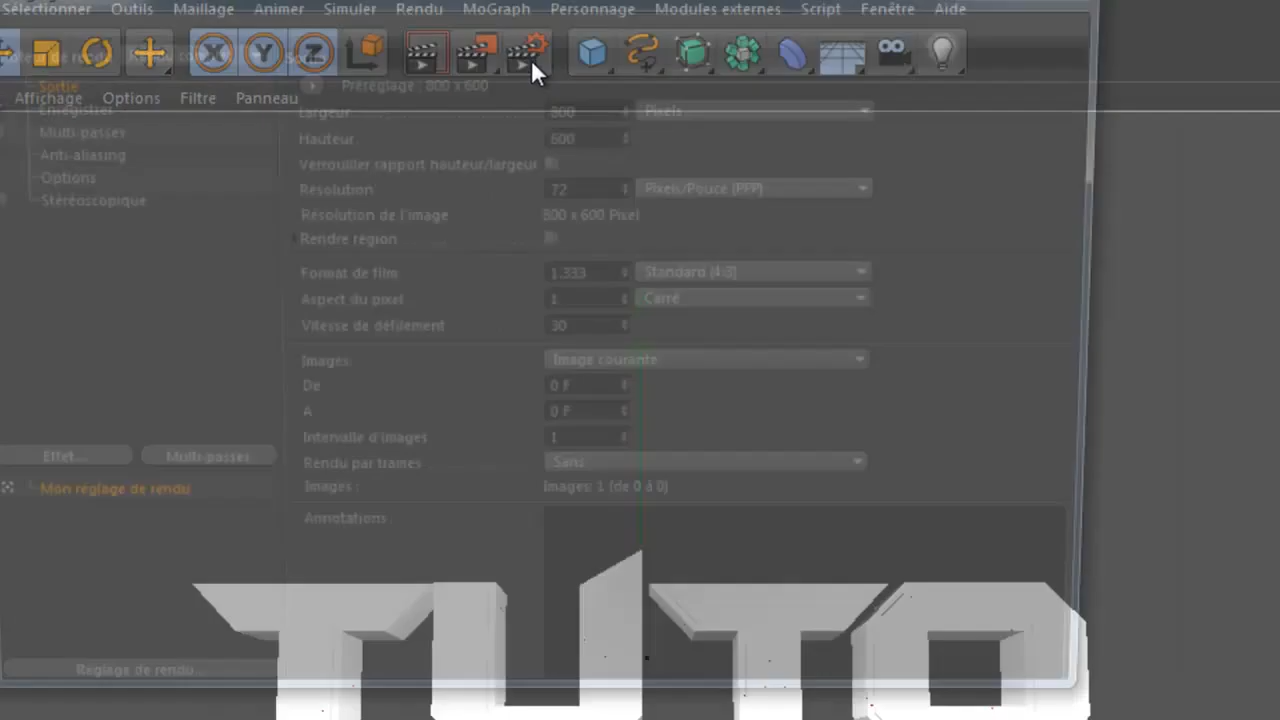 Sélectionner Outils Maillage Animer Simuler Rendu MoGraph Personnage Modules externes Script Fenêtre Aide
X Y Z
Sortie
Préréglage : 800 x 600
Affichage Options Filtre Panneau
Enregistrer
Largeur 800 Pixels
Multi-passes
Hauteur 600
Anti-aliasing
Verrouiller rapport hauteur/largeur
Options
Résolution 72 Pixels/Pouce (PPP)
Stéréoscopique
Résolution de l'image 800 x 600 Pixel
Rendre région
Format de film 1.333 Standard (4:3)
Aspect du pixel 1 Carré
Vitesse de défilement 30
Images Image courante
De 0 F
A 0 F
Intervalle d'images 1
Effet... Multi-passes
Rendu par trames Sans
Mon réglage de rendu
Images : Images: 1 (de 0 à 0)
Annotations
TUTO
Réglage de rendu...